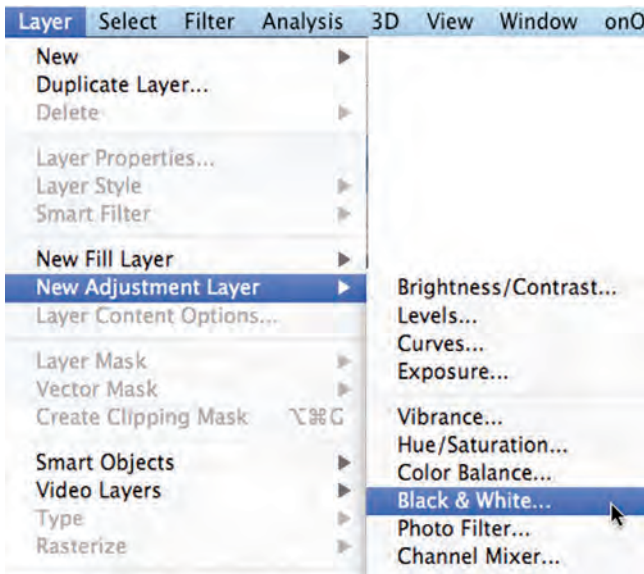 Layer Select Filter Analysis 3D View Window onO
New
Duplicate Layer...
Delete
Layer Properties...
Layer Style
Smart Filter
New Fill Layer
New Adjustment Layer
Layer Content Options...
Layer Mask
Vector Mask
Create Clipping Mask ⌥⌘G
Smart Objects
Video Layers
Type
Rasterize
Brightness/Contrast...
Levels...
Curves...
Exposure...
Vibrance...
Hue/Saturation...
Color Balance...
Black & White...
Photo Filter...
Channel Mixer...